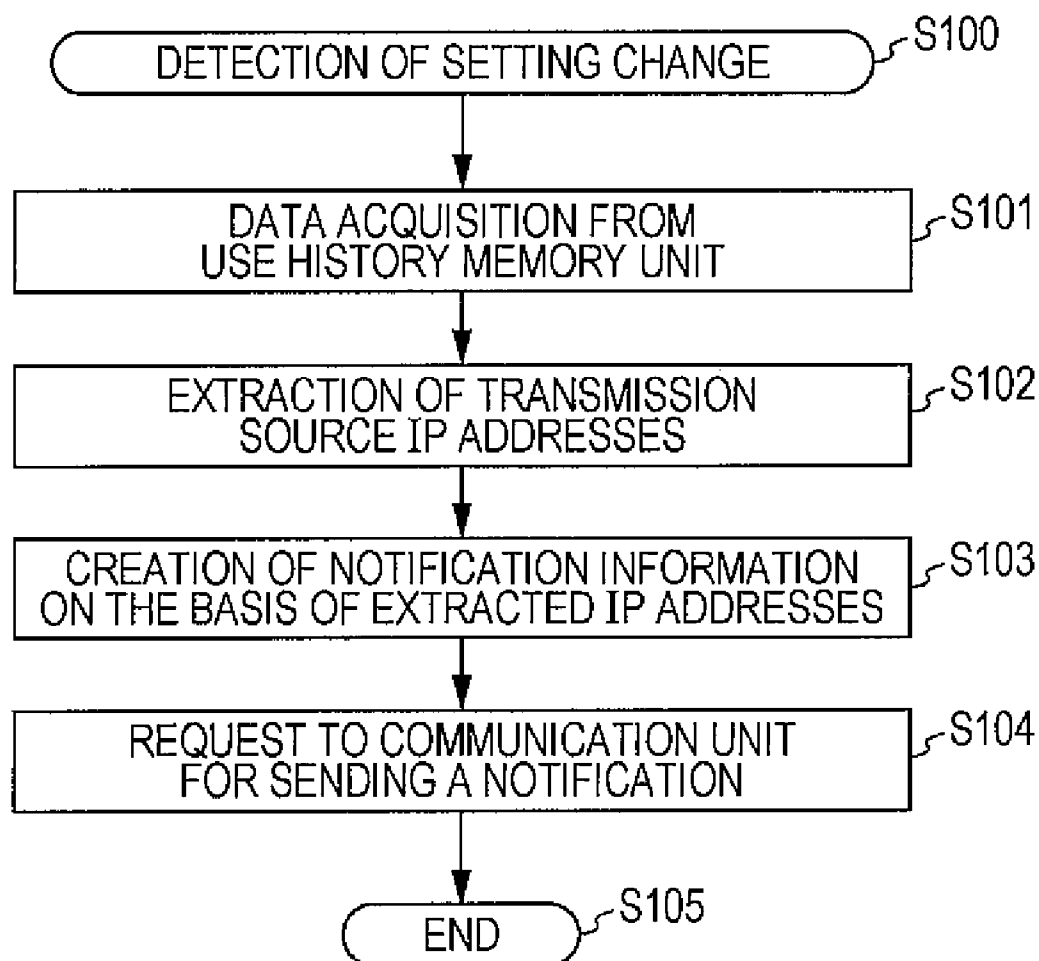 DETECTION OF SETTING CHANGE
S100
DATA ACQUISITION FROM
USE HISTORY MEMORY UNIT
S101
EXTRACTION OF TRANSMISSION
SOURCE IP ADDRESSES
S102
CREATION OF NOTIFICATION INFORMATION
ON THE BASIS OF EXTRACTED IP ADDRESSES
S103
REQUEST TO COMMUNICATION UNIT
FOR SENDING A NOTIFICATION
S104
END
S105